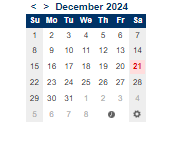 < > December 2024
Su Mo Tu We Th Fr Sa
1 2 3 4 5 6 7
8 9 10 11 12 13 14
15 16 17 18 19 20 21
22 23 24 25 26 27 28
29 30 31 1 2 3 4
5 6 7 8